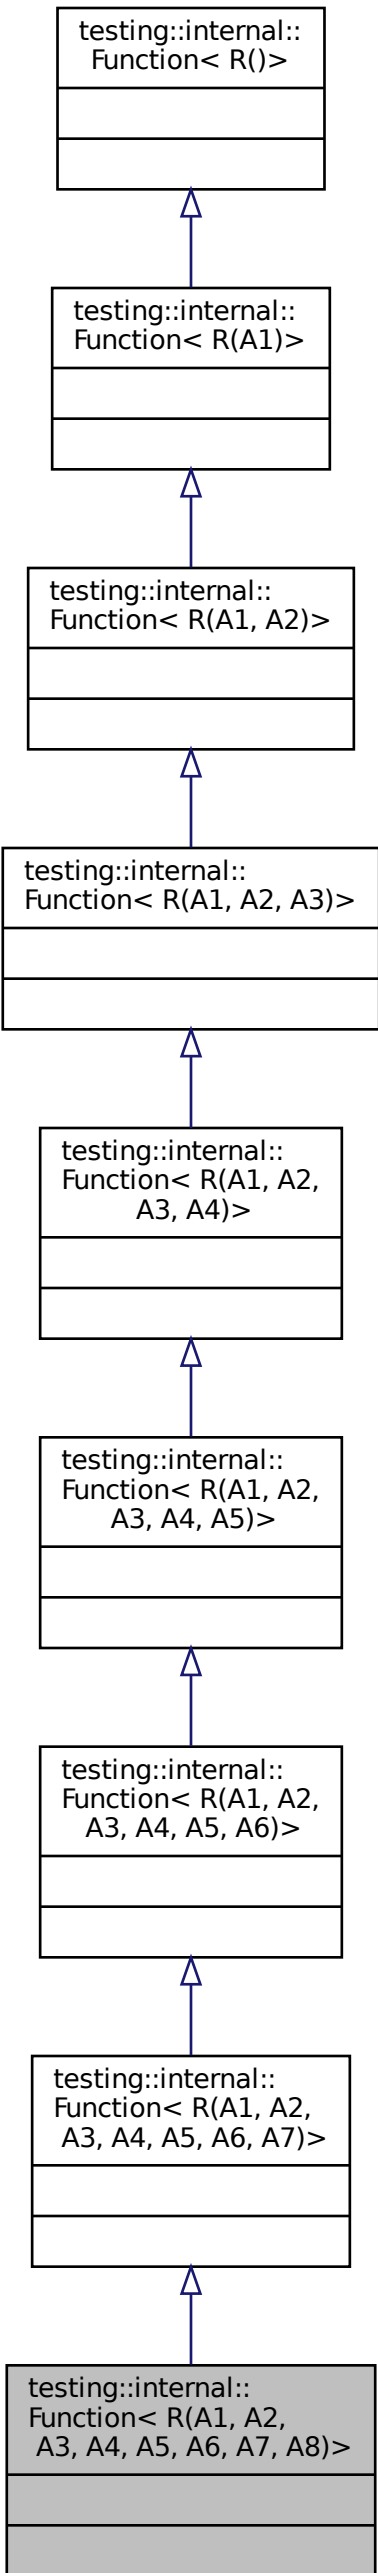 testing::internal::
Function< R()>
testing::internal::
Function< R(A1)>
testing::internal::
Function< R(A1, A2)>
testing::internal::
Function< R(A1, A2, A3)>
testing::internal::
Function< R(A1, A2,
A3, A4)>
testing::internal::
Function< R(A1, A2,
A3, A4, A5)>
testing::internal::
Function< R(A1, A2,
A3, A4, A5, A6)>
testing::internal::
Function< R(A1, A2,
A3, A4, A5, A6, A7)>
testing::internal::
Function< R(A1, A2,
A3, A4, A5, A6, A7, A8)>